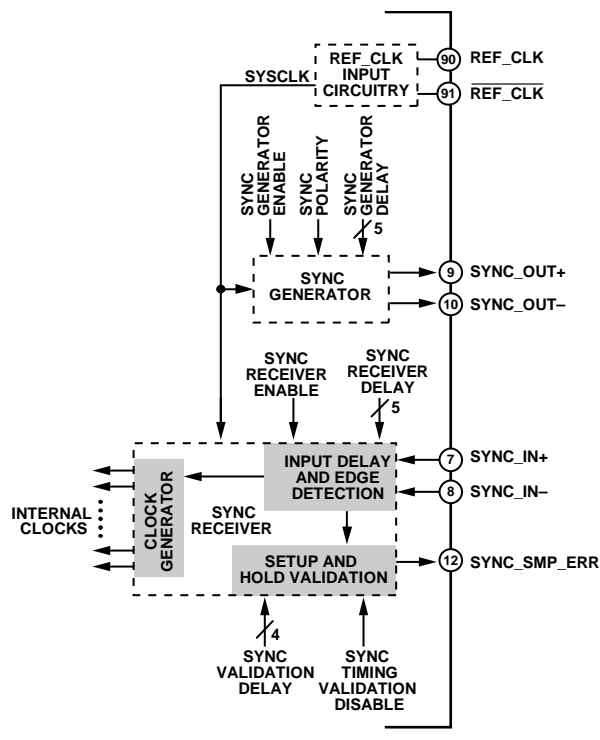 REF_CLK
INPUT
CIRCUITRY
SYSCLK
90 REF_CLK
91 REF_CLK
SYNC
GENERATOR
ENABLE
SYNC
POLARITY
SYNC
GENERATOR
DELAY
5
SYNC
GENERATOR
9 SYNC_OUT+
10 SYNC_OUT–
SYNC
RECEIVER
ENABLE
SYNC
RECEIVER
DELAY
5
INPUT DELAY
AND EDGE
DETECTION
7 SYNC_IN+
8 SYNC_IN–
INTERNAL
CLOCKS
CLOCK
GENERATOR
SYNC
RECEIVER
SETUP AND
HOLD VALIDATION
12 SYNC_SMP_ERR
4
SYNC
VALIDATION
DELAY
SYNC
TIMING
VALIDATION
DISABLE